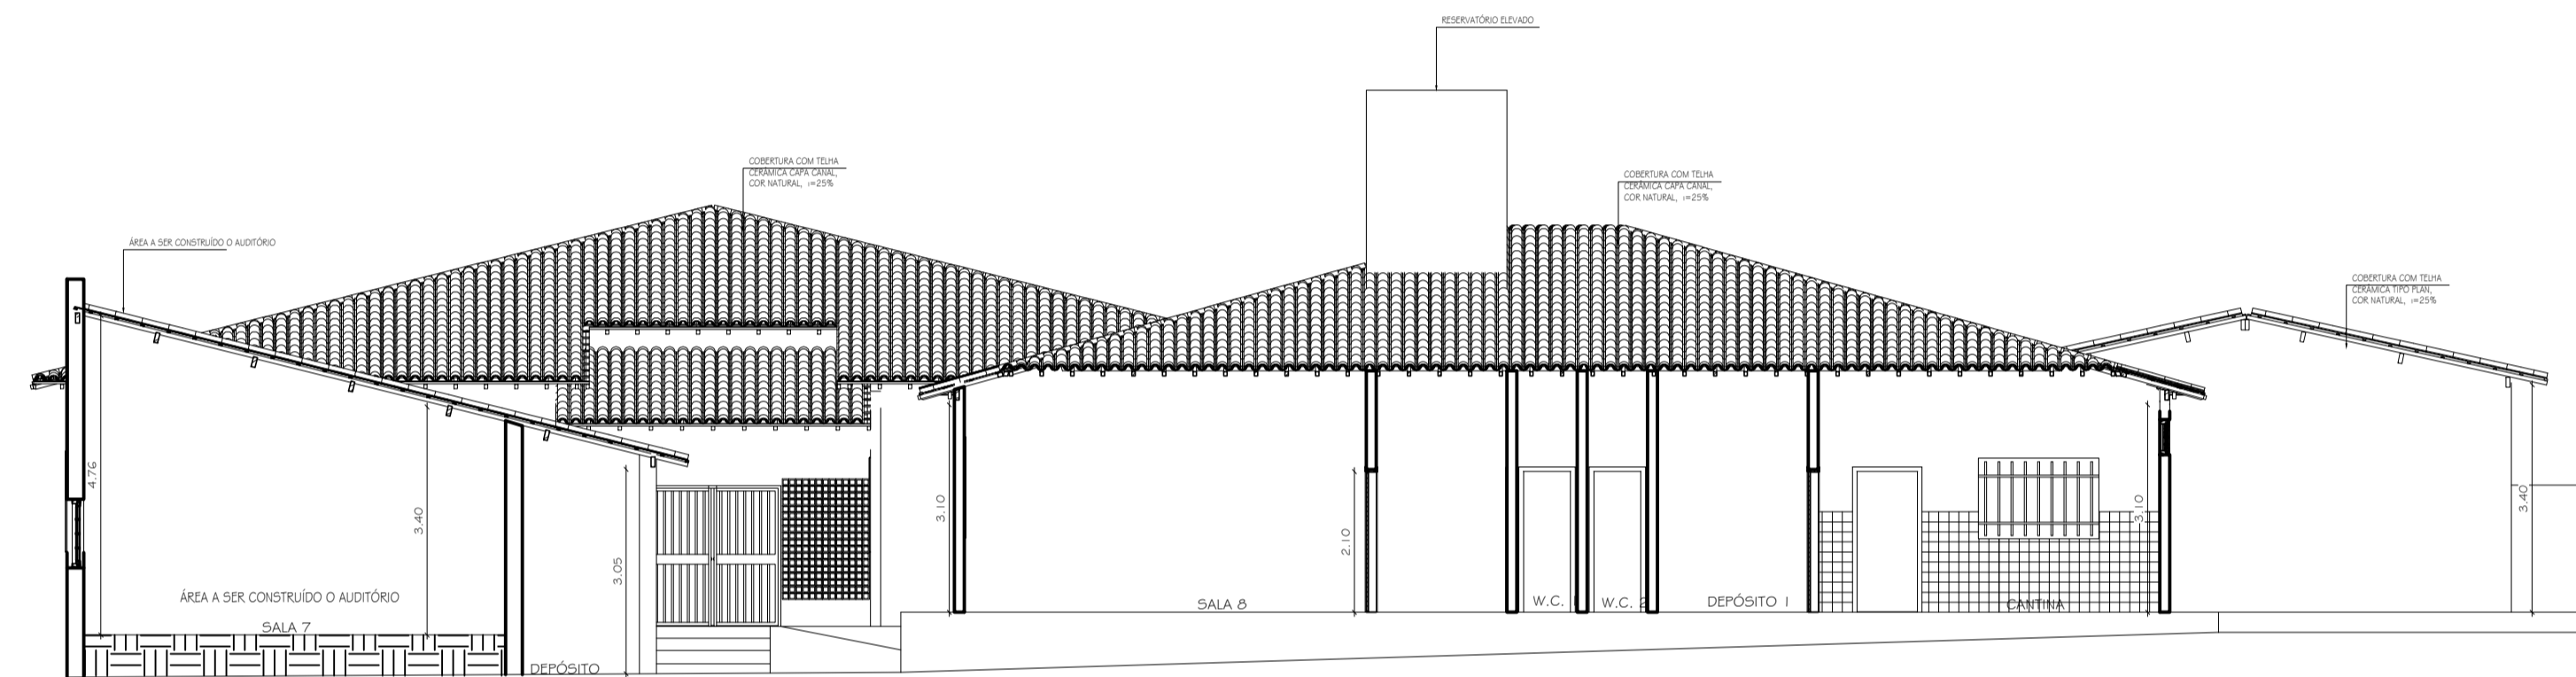 RESERVATÓRIO ELEVADO
COBERTURA COM TELHA
CERÂMICA CAPA CANAL,
COR NATURAL, i=25%
COBERTURA COM TELHA
CERÂMICA CAPA CANAL,
COR NATURAL, i=25%
ÁREA A SER CONSTRUÍDO O AUDITÓRIO
COBERTURA COM TELHA
CERÂMICA TIPO PLAN,
COR NATURAL, i=25%
4.76
3.40
3.05
3.10
2.10
3.10
3.40
ÁREA A SER CONSTRUÍDO O AUDITÓRIO
SALA 7
DEPÓSITO
SALA 8
W.C. 1
W.C. 2
DEPÓSITO 1
CANTINA